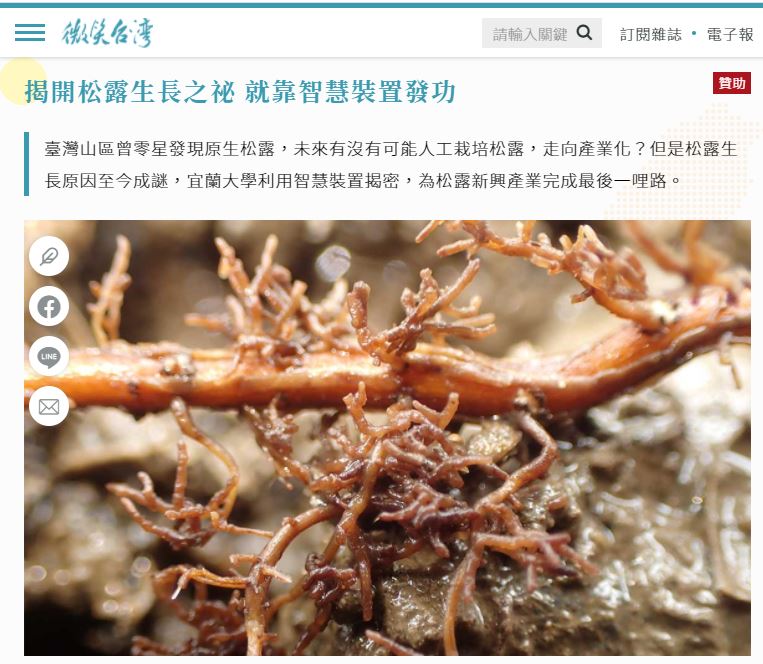 微笑台灣
請輸入關鍵
訂閱雜誌 • 電子報
揭開松露生長之祕 就靠智慧裝置發功
贊助
臺灣山區曾零星發現原生松露，未來有沒有可能人工栽培松露，走向產業化？但是松露生
長原因至今成謎，宜蘭大學利用智慧裝置揭密，為松露新興產業完成最後一哩路。
LINE